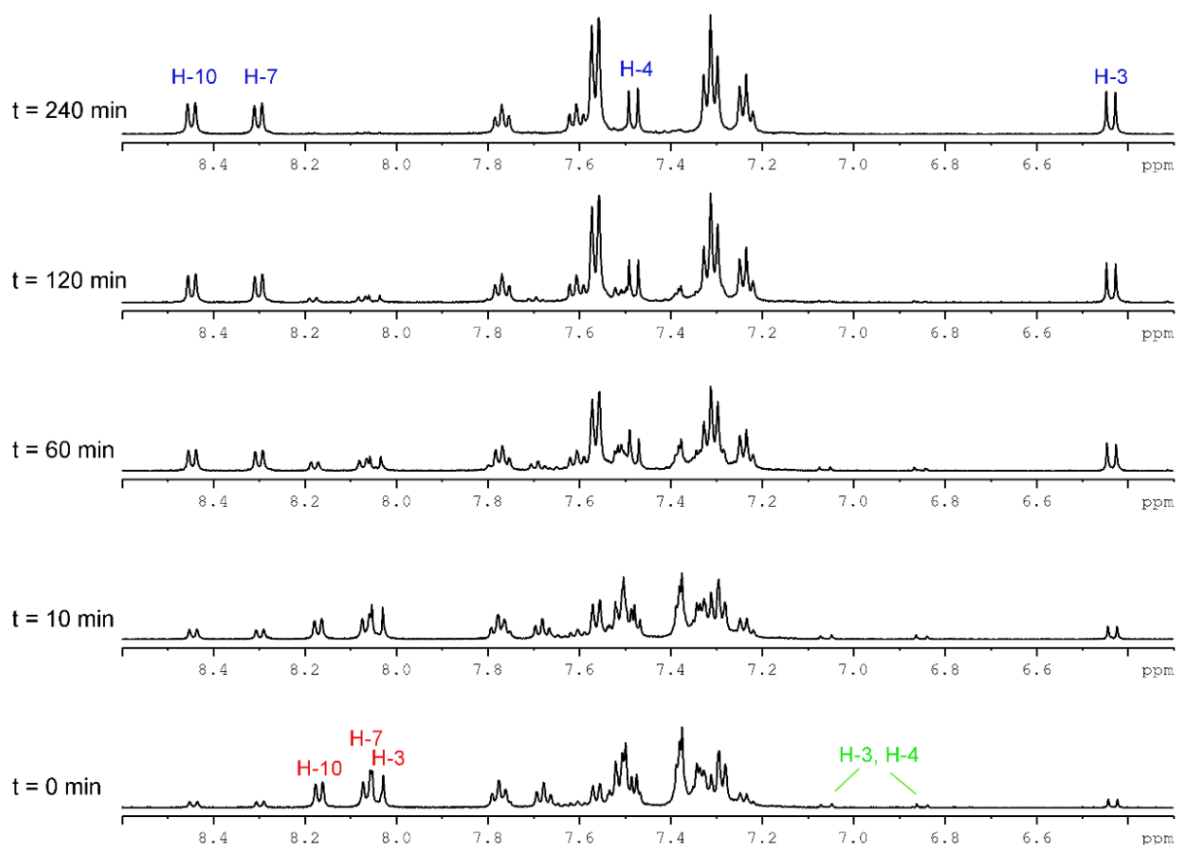 H-10 H-7 H-4 H-3
t = 240 min
8.4 8.2 8.0 7.8 7.6 7.4 7.2 7.0 6.8 6.6 ppm
t = 120 min
8.4 8.2 8.0 7.8 7.6 7.4 7.2 7.0 6.8 6.6 ppm
t = 60 min
8.4 8.2 8.0 7.8 7.6 7.4 7.2 7.0 6.8 6.6 ppm
t = 10 min
8.4 8.2 8.0 7.8 7.6 7.4 7.2 7.0 6.8 6.6 ppm
H-7
H-10 H-3 H-3, H-4
t = 0 min
8.4 8.2 8.0 7.8 7.6 7.4 7.2 7.0 6.8 6.6 ppm